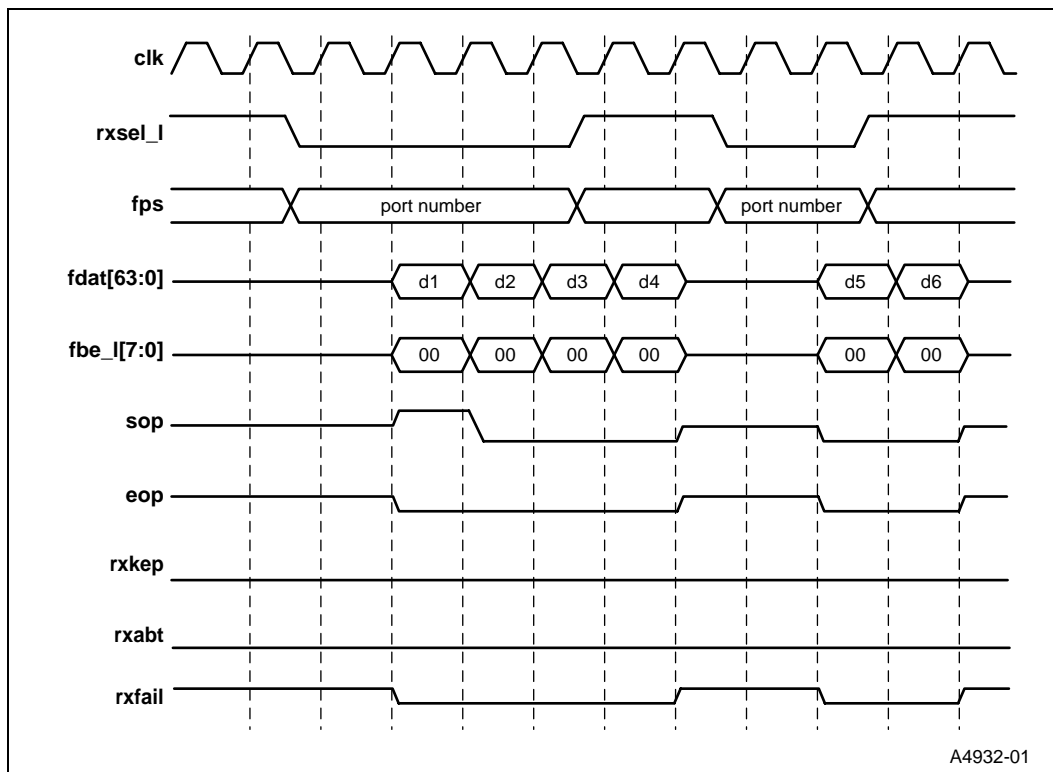 clk
rxsel_l
fps port number port number
fdat[63:0] d1 d2 d3 d4 d5 d6
fbe_l[7:0] 00 00 00 00 00 00
sop
eop
rxkep
rxabt
rxfail
A4932-01